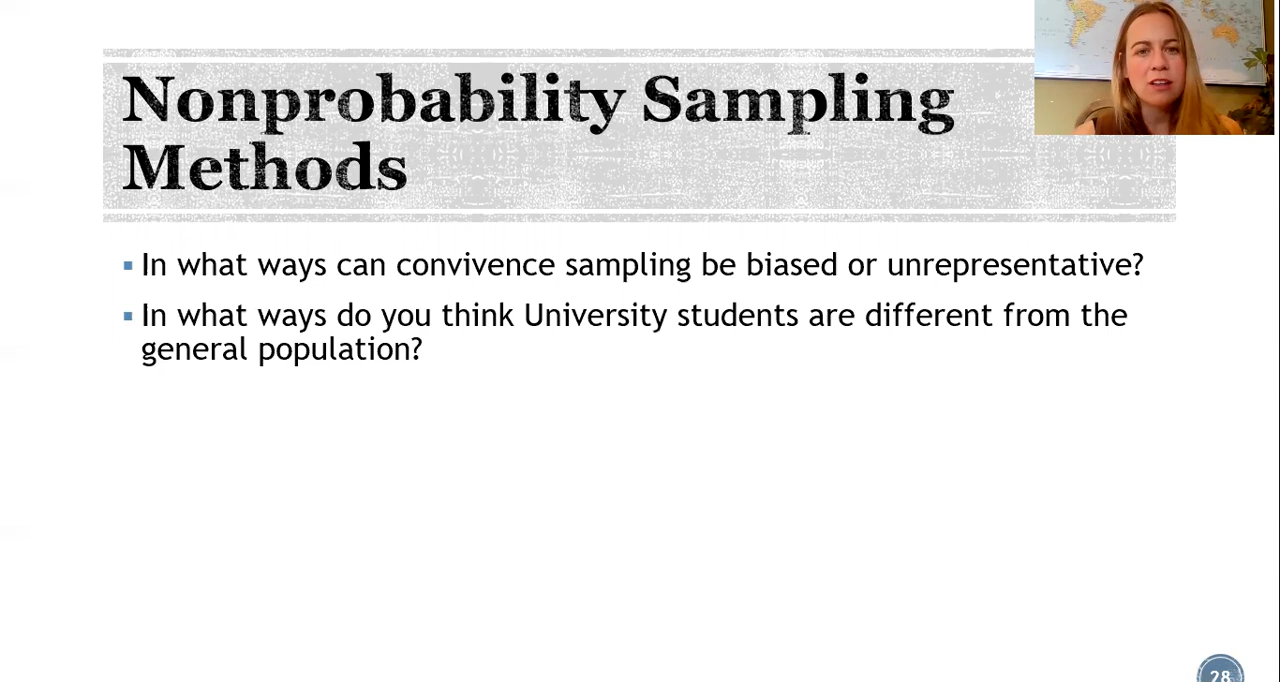 Nonprobability Sampling
Methods
▪ In what ways can convivence sampling be biased or unrepresentative?
▪ In what ways do you think University students are different from the
general population?
28